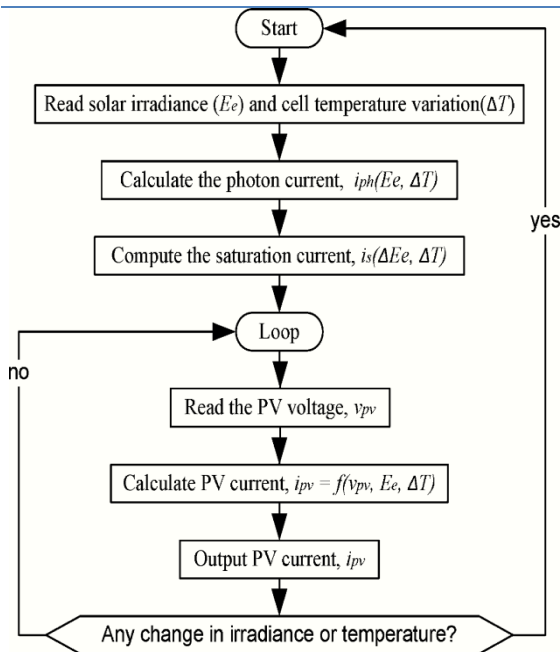 Start
Read solar irradiance (Ee) and cell temperature variation(ΔT)
Calculate the photon current, iph(Ee, ΔT)
yes
Compute the saturation current, is(ΔEe, ΔT)
Loop
no
Read the PV voltage, vpv
Calculate PV current, ipv = f(vpv, Ee, ΔT)
Output PV current, ipv
Any change in irradiance or temperature?